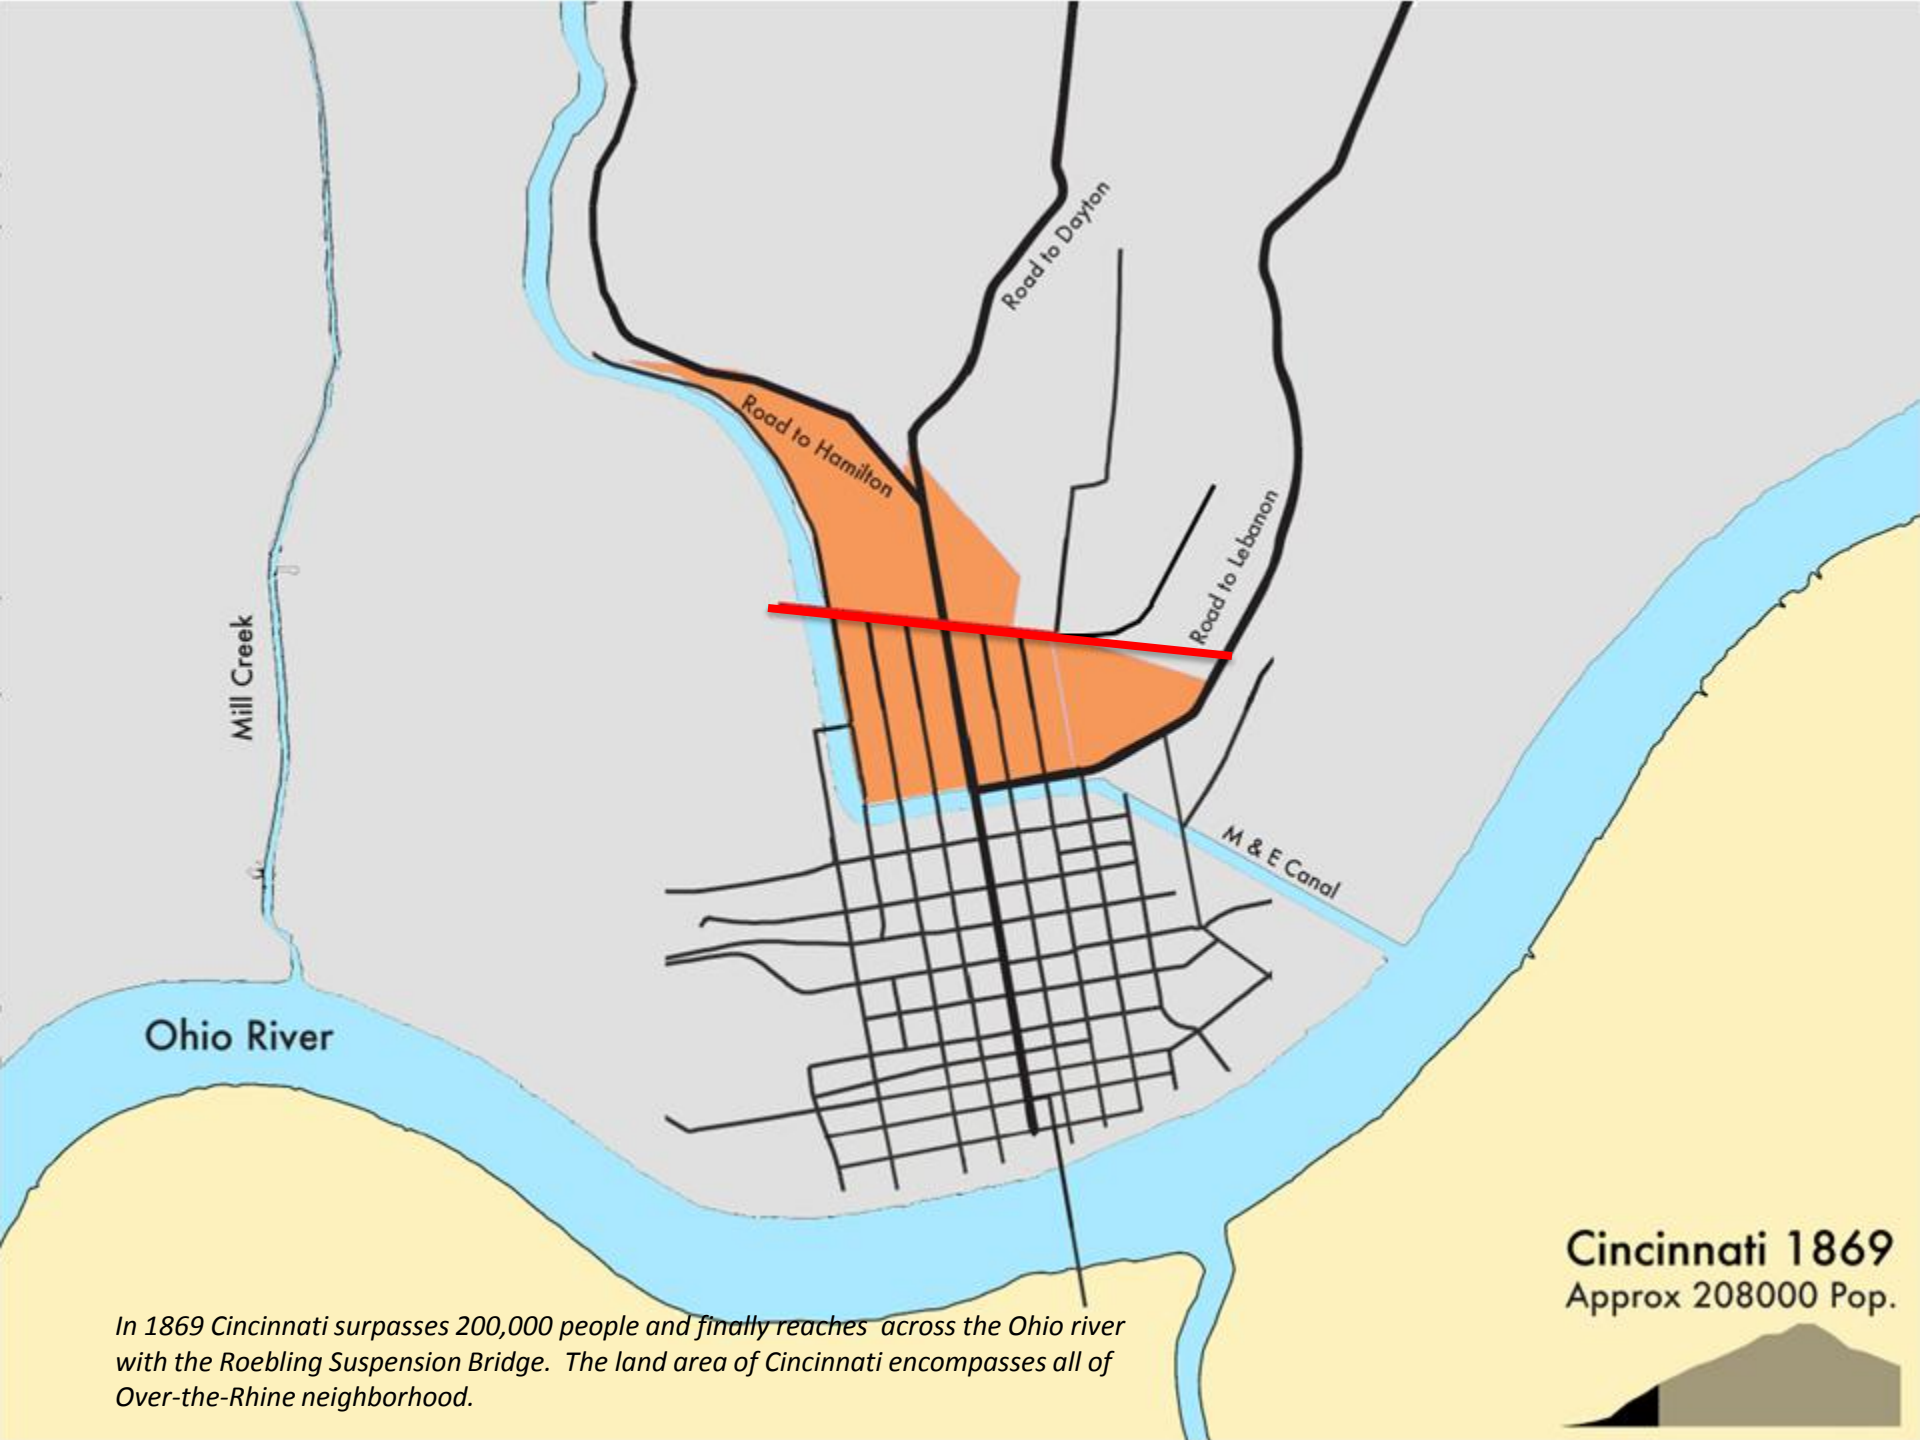 Road to Dayton
Road to Hamilton
Road to Lebanon
Mill Creek
M & E Canal
Ohio River
Cincinnati 1869
Approx 208000 Pop.
In 1869 Cincinnati surpasses 200,000 people and finally reaches  across the Ohio river
with the Roebling Suspension Bridge.  The land area of Cincinnati encompasses all of
Over-the-Rhine neighborhood.